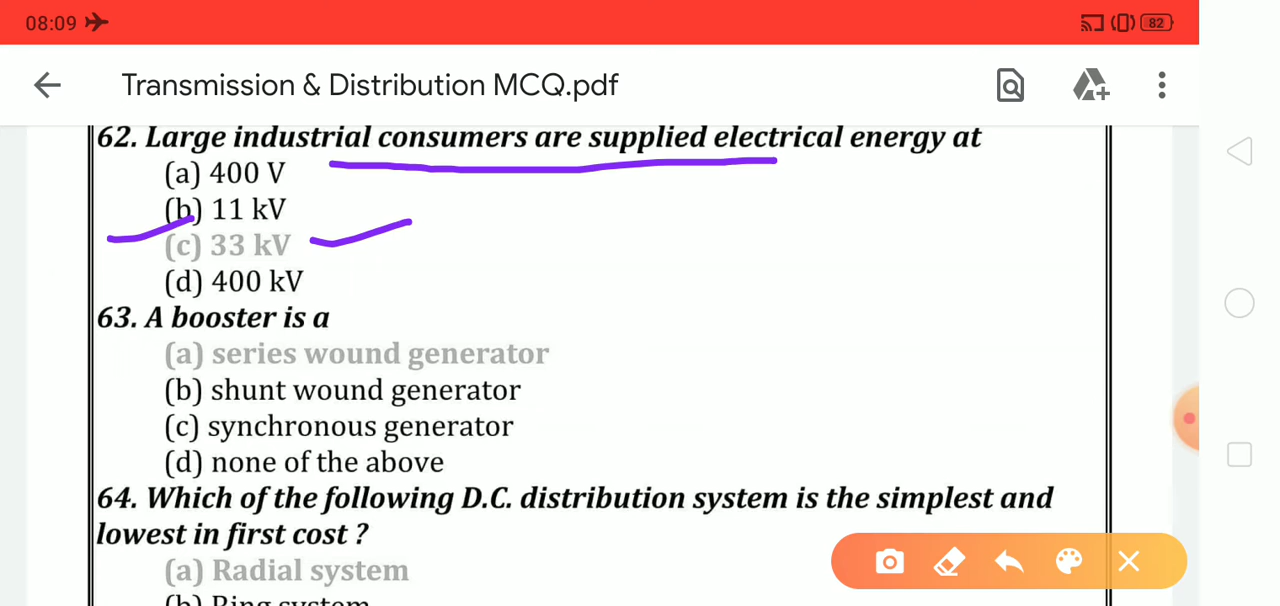 08:09
82
Transmission & Distribution MCQ.pdf
62. Large industrial consumers are supplied electrical energy at
(a) 400 V
(b) 11 kV
(c) 33 kV
(d) 400 kV
63. A booster is a
(a) series wound generator
(b) shunt wound generator
(c) synchronous generator
(d) none of the above
64. Which of the following D.C. distribution system is the simplest and
lowest in first cost ?
(a) Radial system
(b) Ring system